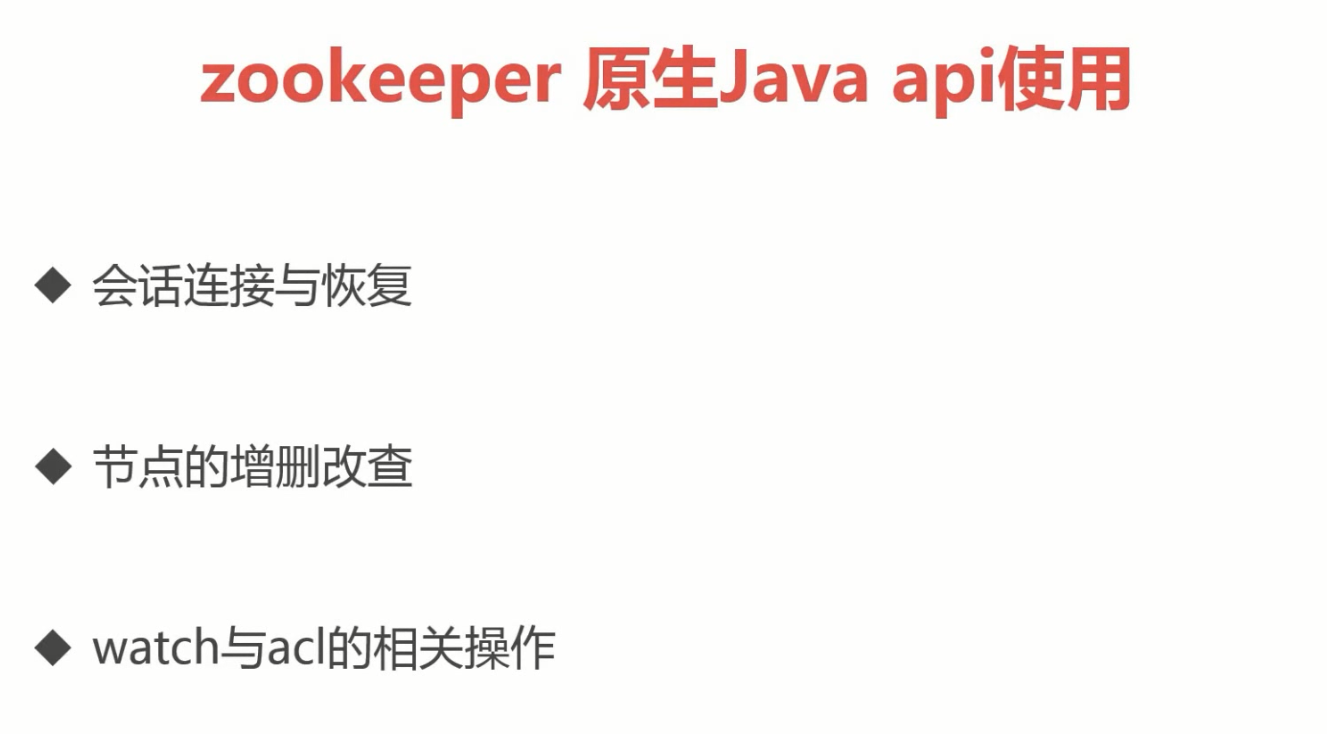 zookeeper 原生Java api使用
◆ 会话连接与恢复
◆ 节点的增删改查
◆ watch与acl的相关操作